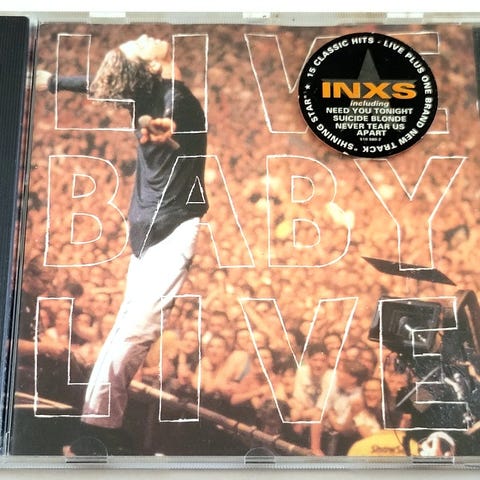 LIVE
BABY
LIVE
15 CLASSIC HITS - LIVE PLUS ONE BRAND NEW TRACK "SHINING STAR"
INXS
including
NEED YOU TONIGHT
SUICIDE BLONDE
NEVER TEAR US
APART